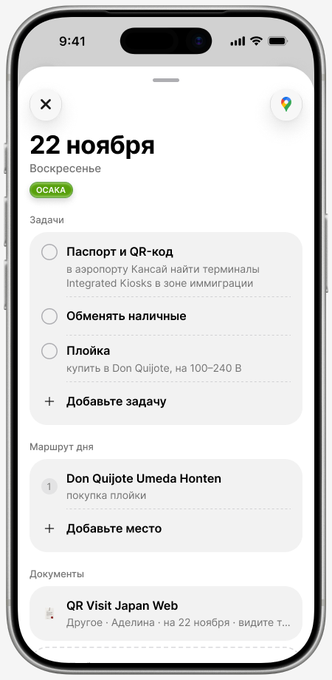 9:41
22 ноября
Воскресенье
ОСАКА
Задачи
Паспорт и QR-код
в аэропорту Кансай найти терминалы
Integrated Kiosks в зоне иммиграции
Обменять наличные
Плойка
купить в Don Quijote, на 100–240 В
+ Добавьте задачу
Маршрут дня
1
Don Quijote Umeda Honten
покупка плойки
+ Добавьте место
Документы
QR Visit Japan Web
Другое · Аделина · на 22 ноября · видите т...